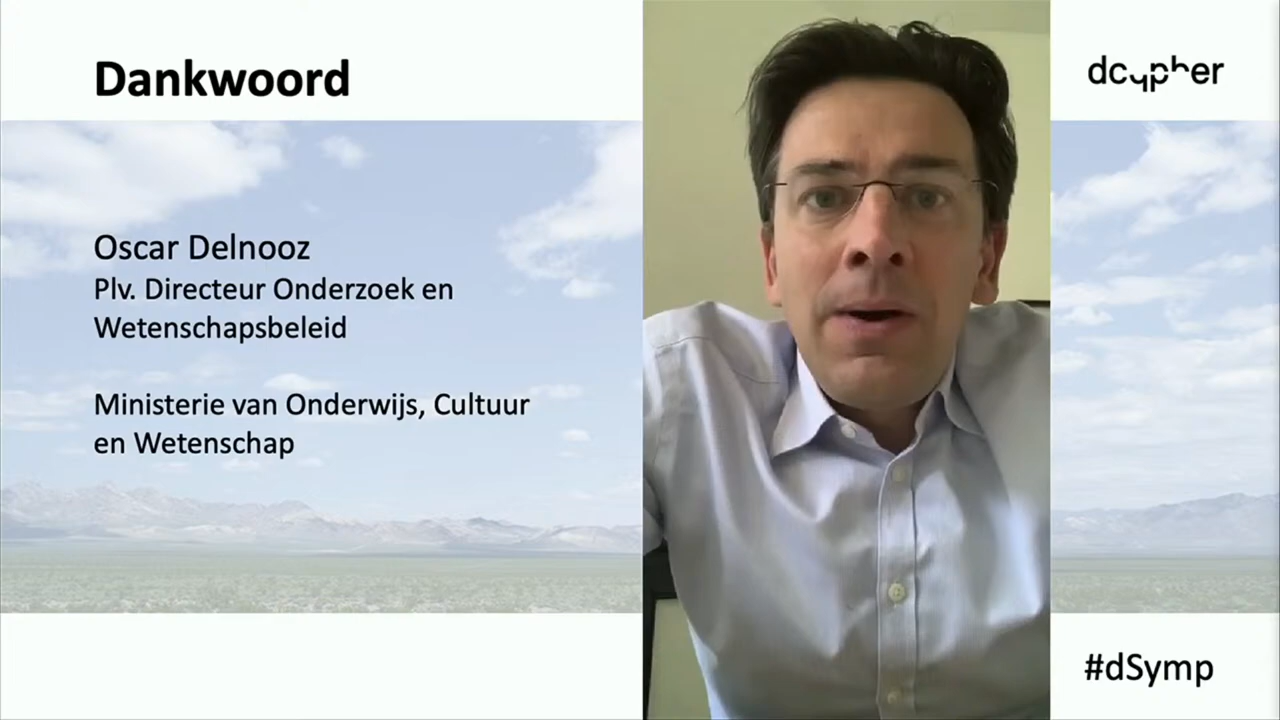 Dankwoord
dcypher
Oscar Delnooz
Plv. Directeur Onderzoek en
Wetenschapsbeleid
Ministerie van Onderwijs, Cultuur
en Wetenschap
#dSymp